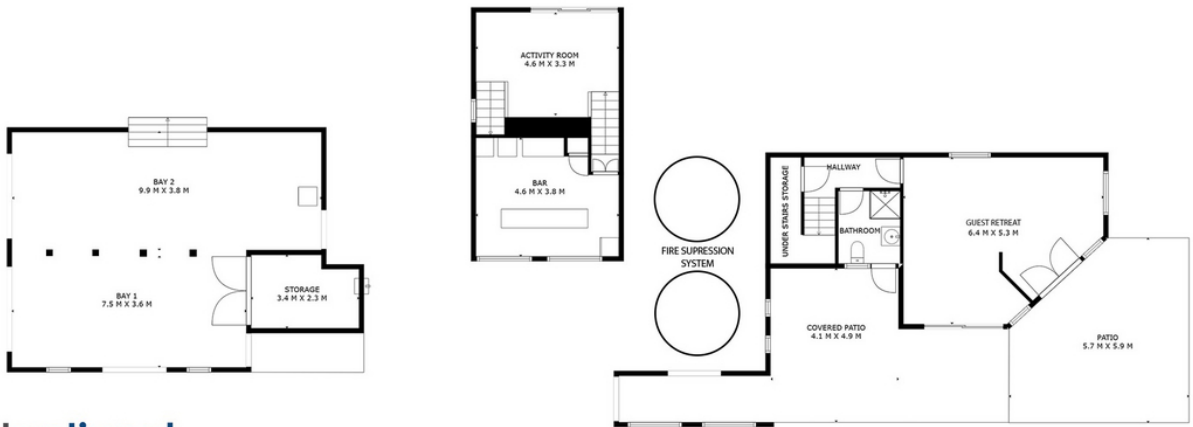 ACTIVITY ROOM
4.6 M X 3.3 M
BAY 2
9.9 M X 3.8 M
BAR
4.6 M X 3.8 M
HALLWAY
UNDER STAIRS STORAGE
BATHROOM
GUEST RETREAT
6.4 M X 5.3 M
FIRE SUPRESSION
SYSTEM
STORAGE
3.4 M X 2.3 M
BAY 1
7.5 M X 3.6 M
COVERED PATIO
4.1 M X 4.9 M
PATIO
5.7 M X 5.9 M